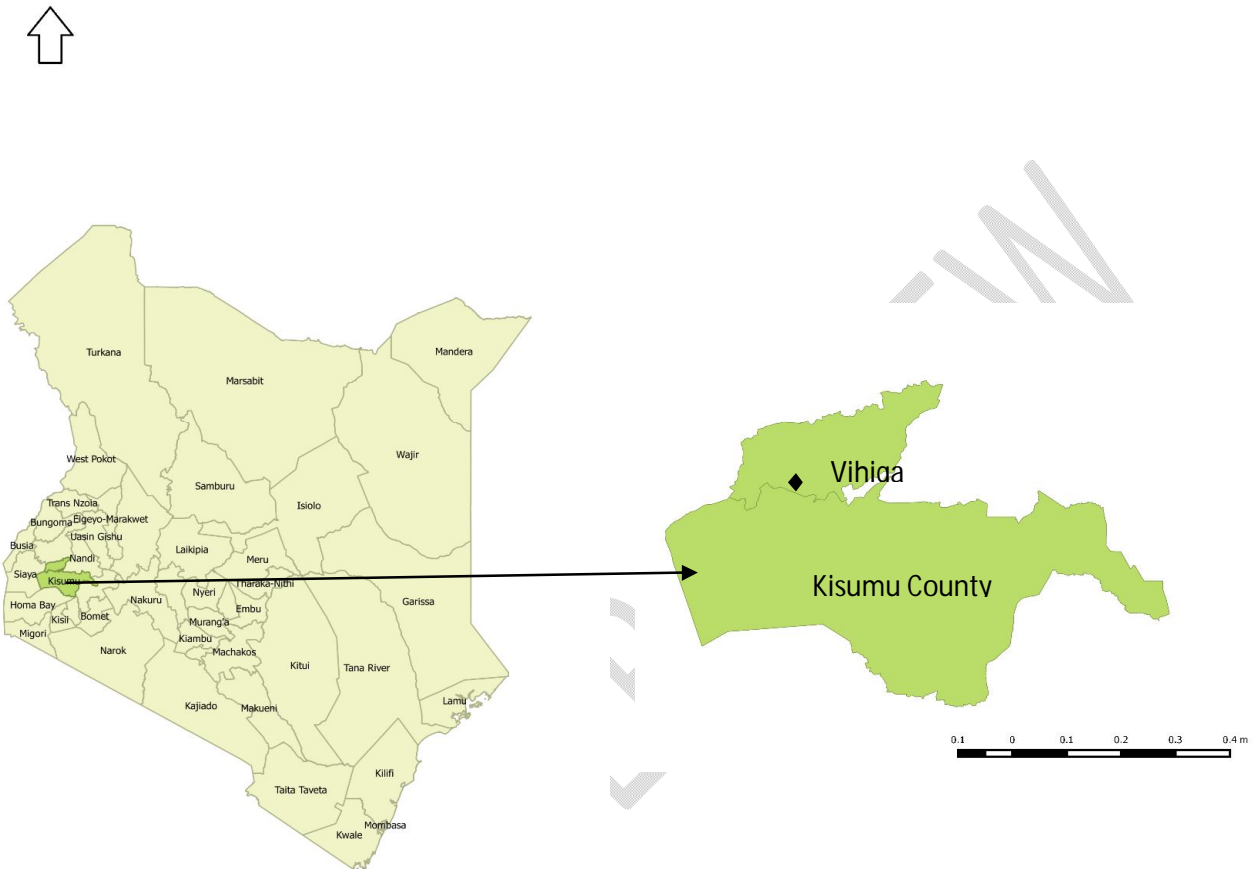 Turkana
Mandera
Marsabit
Wajir
West Pokot
Samburu
Isiolo
Trans Nzoia
Bungoma
Elgeyo-Marakwet
Uasin Gishu
Busia
Laikipia
Meru
Nandi
Siaya
Kisumu
Tharaka-Nithi
Nyeri
Nakuru
Garissa
Homa Bay
Embu
Kisii
Bomet
Murang'a
Migori
Kiambu
Narok
Machakos
Kitui
Tana River
Kajiado
Makueni
Lamu
Kilifi
Taita Taveta
Mombasa
Kwale
Vihiga
Kisumu County
0.1 0 0.1 0.2 0.3 0.4 m